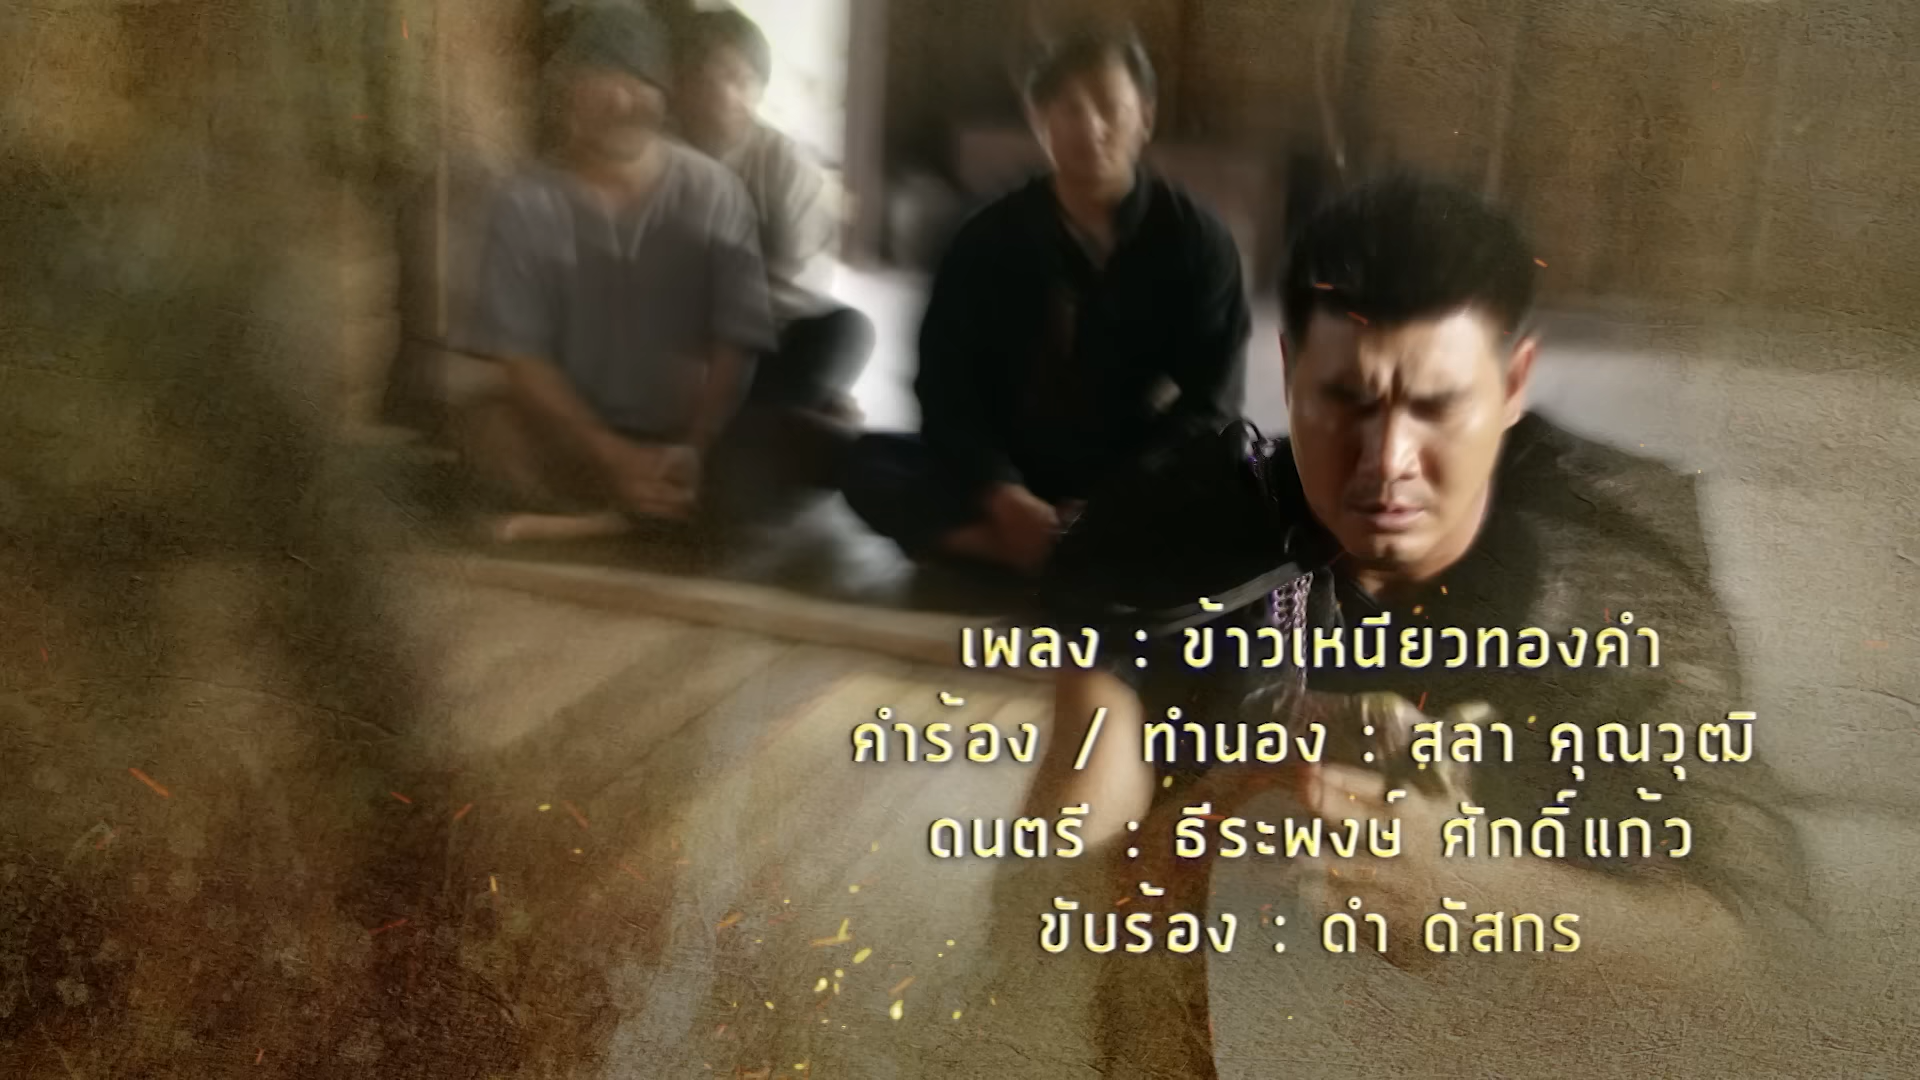 เพลง : ข้าวเหนียวทองคำ
คำร้อง / ทำนอง : สลา คุณวุฒิ
ดนตรี : ธีระพงษ์ ศักดิ์แก้ว
ขับร้อง : ดำ ดัสกร